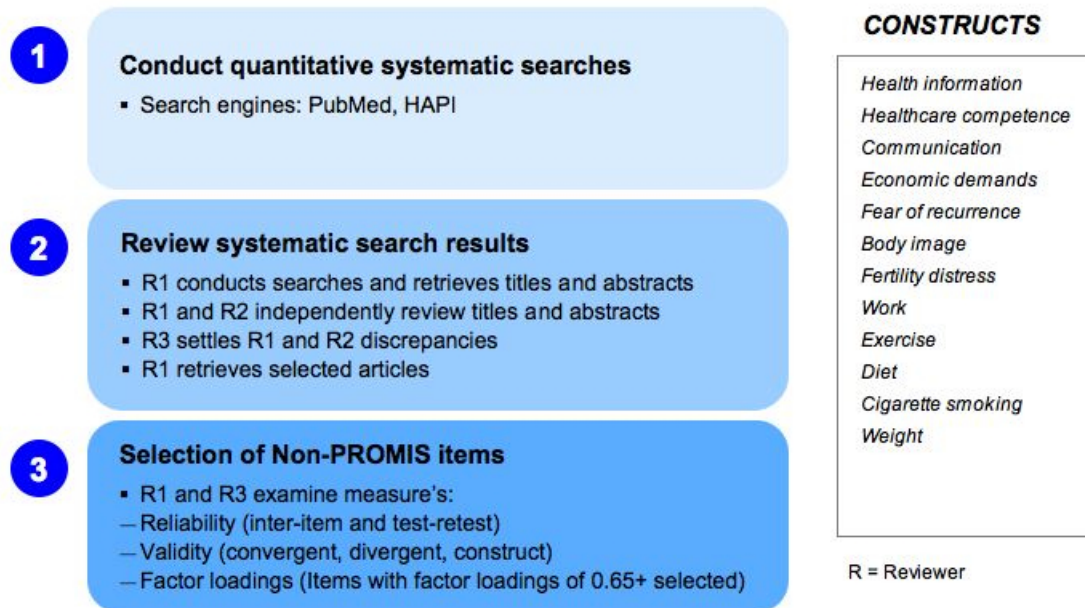 1
Conduct quantitative systematic searches
▪ Search engines: PubMed, HAPI
2
Review systematic search results
▪ R1 conducts searches and retrieves titles and abstracts
▪ R1 and R2 independently review titles and abstracts
▪ R3 settles R1 and R2 discrepancies
▪ R1 retrieves selected articles
3
Selection of Non-PROMIS items
▪ R1 and R3 examine measure's:
— Reliability (inter-item and test-retest)
— Validity (convergent, divergent, construct)
— Factor loadings (Items with factor loadings of 0.65+ selected)
CONSTRUCTS
Health information
Healthcare competence
Communication
Economic demands
Fear of recurrence
Body image
Fertility distress
Work
Exercise
Diet
Cigarette smoking
Weight
R = Reviewer